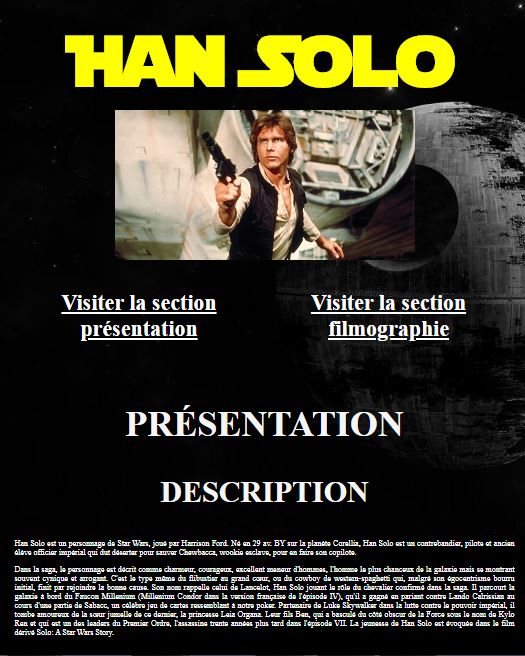 HAN SOLO
Visiter la section
présentation
Visiter la section
filmographie
PRÉSENTATION
DESCRIPTION
Han Solo est un personnage de Star Wars, joué par Harrison Ford. Né en 29 av. BY sur la planète Corellia, Han Solo est un contrebandier, pilote et ancien
élève officier impérial qui dut déserter pour sauver Chewbacca, wookie esclave, pour en faire son copilote.
Dans la saga, le personnage est décrit comme charmeur, courageux, excellent meneur d'hommes, l'homme le plus chanceux de la galaxie mais se montrant
souvent cynique et arrogant. C'est le type même du flibustier au grand cœur, ou du cowboy de western-spaghetti qui, malgré son égocentrisme bourru
initial, finit par rejoindre la bonne cause. Son nom rappelle celui de Lancelot, Han Solo jouant le rôle du chevalier confirmé dans la saga. Il parcourt la
galaxie à bord du Faucon Millenium (Millenium Condor dans la version française de l'épisode IV), qu'il a gagné en pariant contre Lando Calrissian au
cours d'une partie de Sabacc, un célèbre jeu de cartes ressemblant à notre poker. Partenaire de Luke Skywalker dans la lutte contre le pouvoir impérial, il
tombe amoureux de la sœur jumelle de ce dernier, la princesse Leia Organa. Leur fils Ben, qui a basculé du côté obscur de la Force sous le nom de Kylo
Ren et qui est un des leaders du Premier Ordre, l'assassine trente années plus tard dans l'épisode VII. La jeunesse de Han Solo est évoquée dans le film
dérivé Solo: A Star Wars Story.